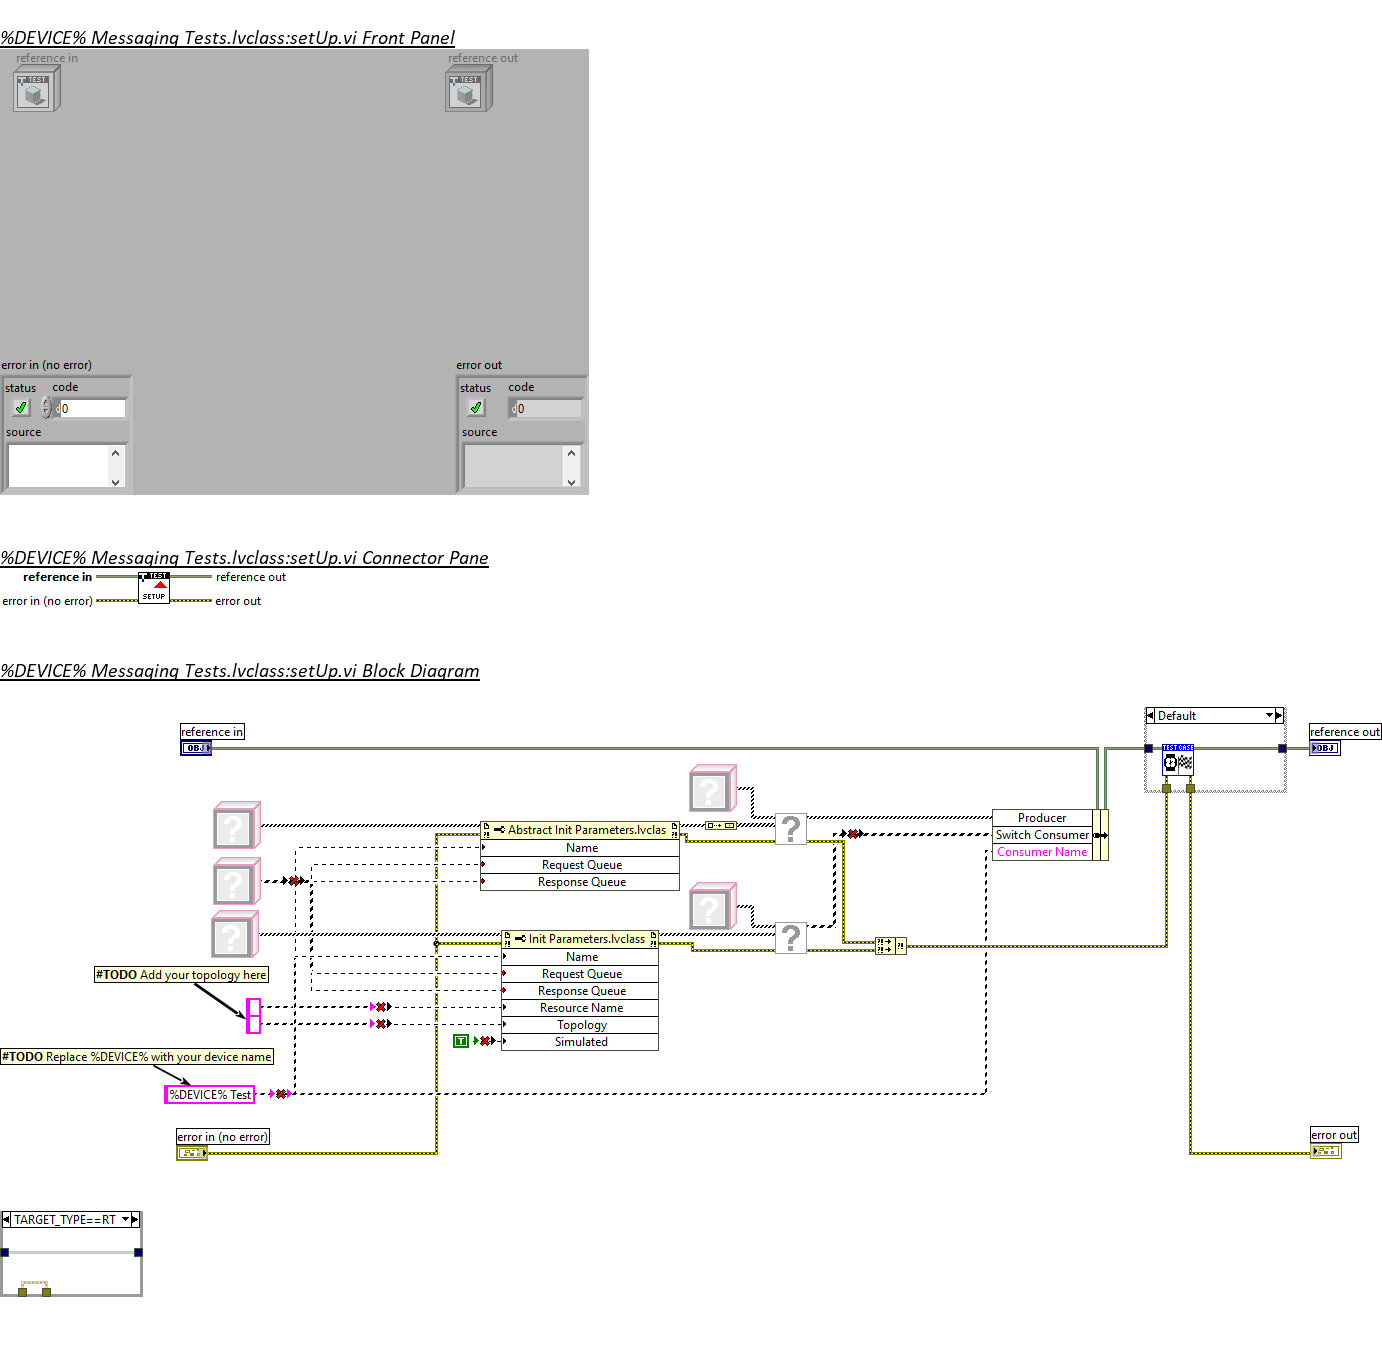 %DEVICE% Messaging Tests.lvclass:setUp.vi Front Panel
reference in
reference out
TEST
TEST
error in (no error)
error out
status code
status code
0
0
source
source
%DEVICE% Messaging Tests.lvclass:setUp.vi Connector Pane
reference in
TEST
reference out
error in (no error)
SETUP
error out
%DEVICE% Messaging Tests.lvclass:setUp.vi Block Diagram
Default
reference in
reference out
OBJ
TEST CASE
OBJ
?
?
?
?
?
?
?
Abstract Init Parameters.lvclas
Name
Request Queue
Response Queue
Producer
Switch Consumer
Consumer Name
Init Parameters.lvclass
Name
Request Queue
Response Queue
Resource Name
Topology
Simulated
#TODO Add your topology here
T
#TODO Replace %DEVICE% with your device name
%DEVICE% Test
error in (no error)
error out
TARGET_TYPE==RT